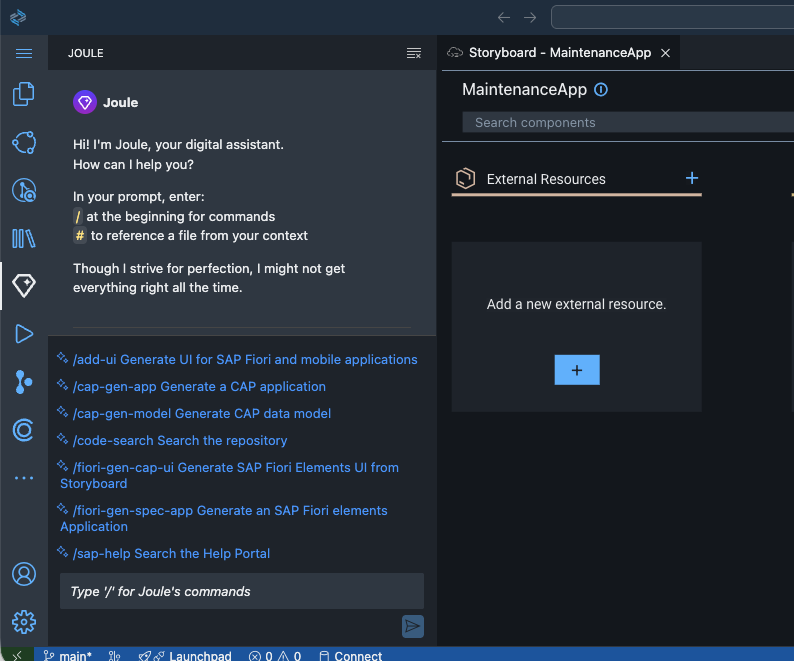 JOULE
Storyboard - MaintenanceApp
Joule
Hi! I'm Joule, your digital assistant.
How can I help you?
In your prompt, enter:
/ at the beginning for commands
# to reference a file from your context
Though I strive for perfection, I might not get
everything right all the time.
/add-ui Generate UI for SAP Fiori and mobile applications
/cap-gen-app Generate a CAP application
/cap-gen-model Generate CAP data model
/code-search Search the repository
/fiori-gen-cap-ui Generate SAP Fiori Elements UI from
Storyboard
/fiori-gen-spec-app Generate an SAP Fiori elements
Application
/sap-help Search the Help Portal
Type '/' for Joule's commands
MaintenanceApp
Search components
External Resources
Add a new external resource.
+
main*
Launchpad
0
0
Connect